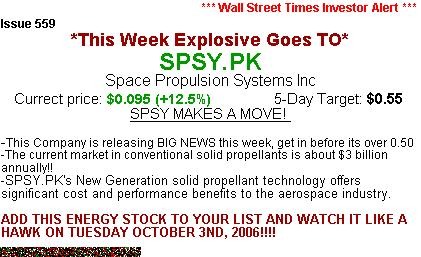 *** Wall Street Times Investor Alert ***
Issue 559
*This Week Explosive Goes TO*
SPSY.PK
Space Propulsion Systems Inc
Currect price: $0.095 (+12.5%) 5-Day Target: $0.55
SPSY MAKES A MOVE!
-This Company is releasing BIG NEWS this week, get in before its over 0.50
-The current market in conventional solid propellants is about $3 billion
annually!!
-SPSY.PK's New Generation solid propellant technology offers
significant cost and performance benefits to the aerospace industry.
ADD THIS ENERGY STOCK TO YOUR LIST AND WATCH IT LIKE A
HAWK ON TUESDAY OCTOBER 3ND, 2006!!!!